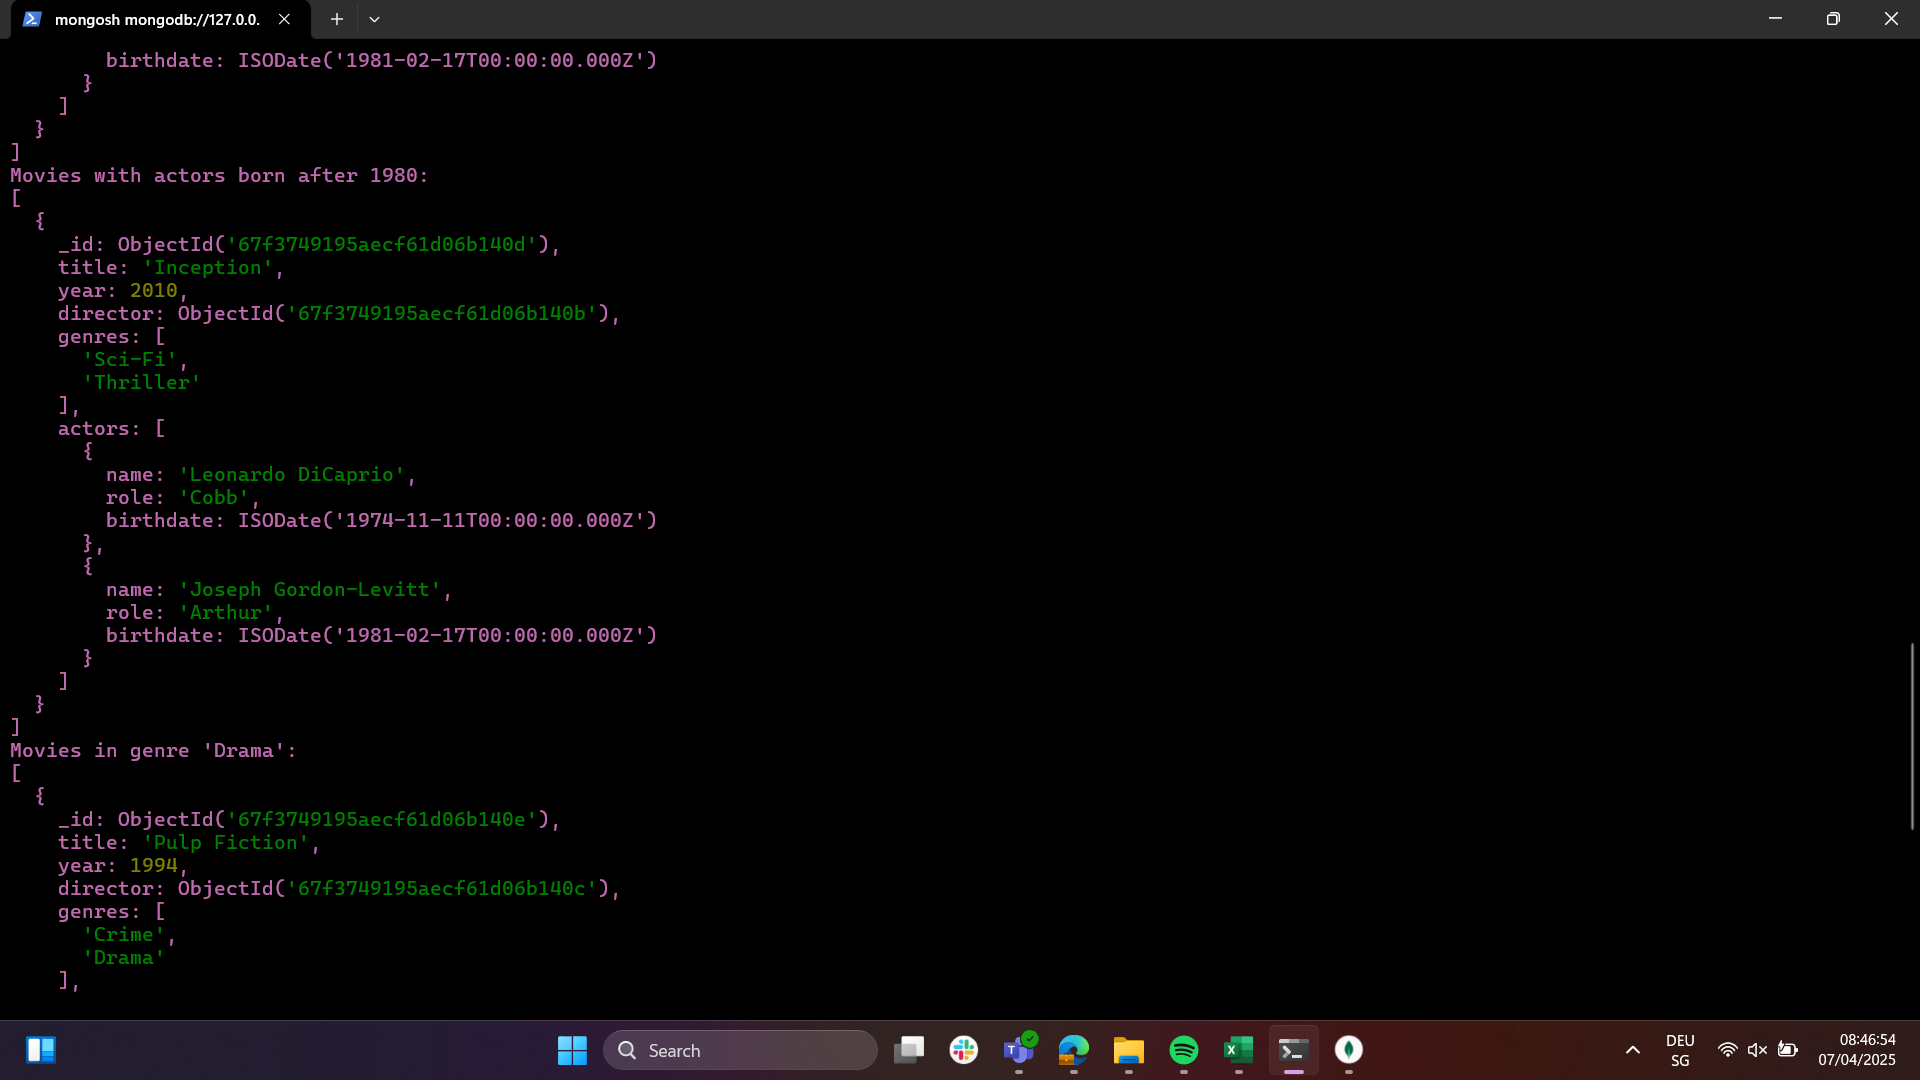 mongosh mongodb://127.0.0.
birthdate: ISODate('1981-02-17T00:00:00.000Z')
}
]
}
]
Movies with actors born after 1980:
[
{
_id: ObjectId('67f3749195aecf61d06b140d'),
title: 'Inception',
year: 2010,
director: ObjectId('67f3749195aecf61d06b140b'),
genres: [
'Sci-Fi',
'Thriller'
],
actors: [
{
name: 'Leonardo DiCaprio',
role: 'Cobb',
birthdate: ISODate('1974-11-11T00:00:00.000Z')
},
{
name: 'Joseph Gordon-Levitt',
role: 'Arthur',
birthdate: ISODate('1981-02-17T00:00:00.000Z')
}
]
}
]
Movies in genre 'Drama':
[
{
_id: ObjectId('67f3749195aecf61d06b140e'),
title: 'Pulp Fiction',
year: 1994,
director: ObjectId('67f3749195aecf61d06b140c'),
genres: [
'Crime',
'Drama'
],
Search
DEU
SG
08:46:54
07/04/2025